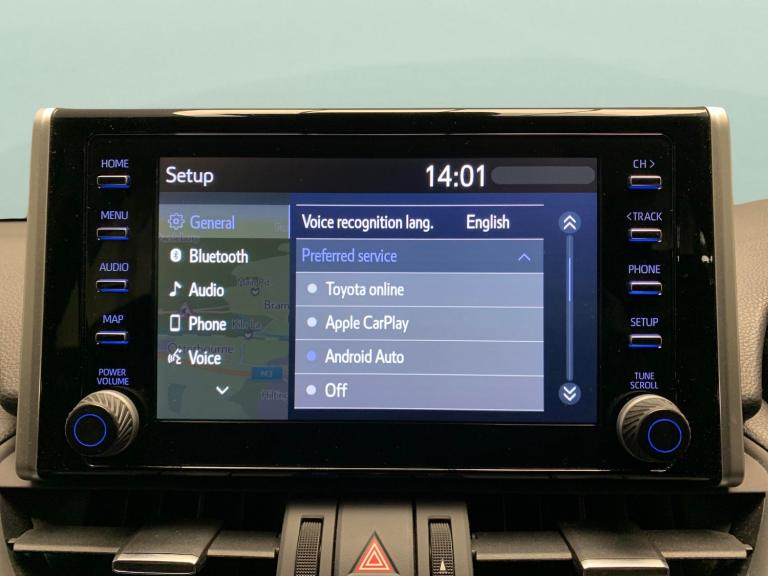 HOME
MENU
AUDIO
MAP
POWER
VOLUME
Setup
14:01
General
Bluetooth
Audio
Phone
Voice
Voice recognition lang. English
Preferred service
Toyota online
Apple CarPlay
Android Auto
Off
M3
CH >
<TRACK
PHONE
SETUP
TUNE
SCROLL